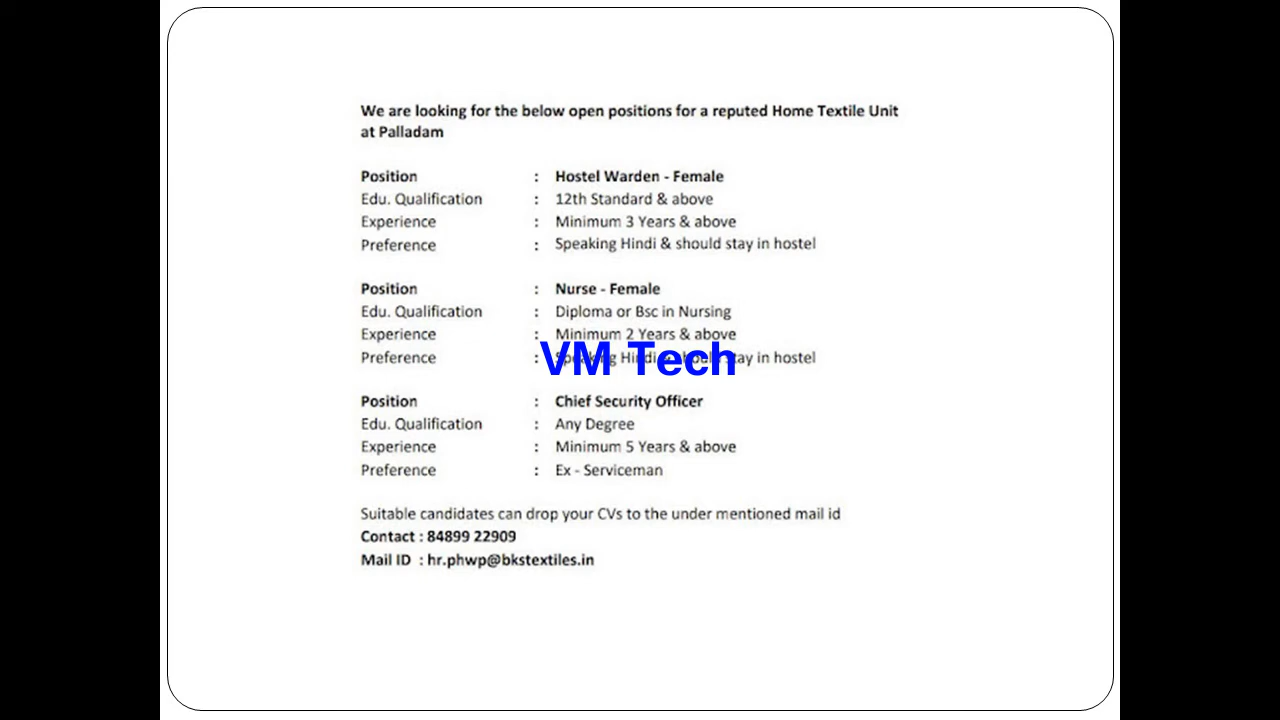 We are looking for the below open positions for a reputed Home Textile Unit
at Palladam
Position : Hostel Warden - Female
Edu. Qualification : 12th Standard & above
Experience : Minimum 3 Years & above
Preference : Speaking Hindi & should stay in hostel
Position : Nurse - Female
Edu. Qualification : Diploma or Bsc in Nursing
Experience : Minimum 2 Years & above
Preference : Speaking Hindi & should stay in hostel
VM Tech
Position : Chief Security Officer
Edu. Qualification : Any Degree
Experience : Minimum 5 Years & above
Preference : Ex - Serviceman
Suitable candidates can drop your CVs to the under mentioned mail id
Contact : 84899 22909
Mail ID : hr.phwp@bkstextiles.in